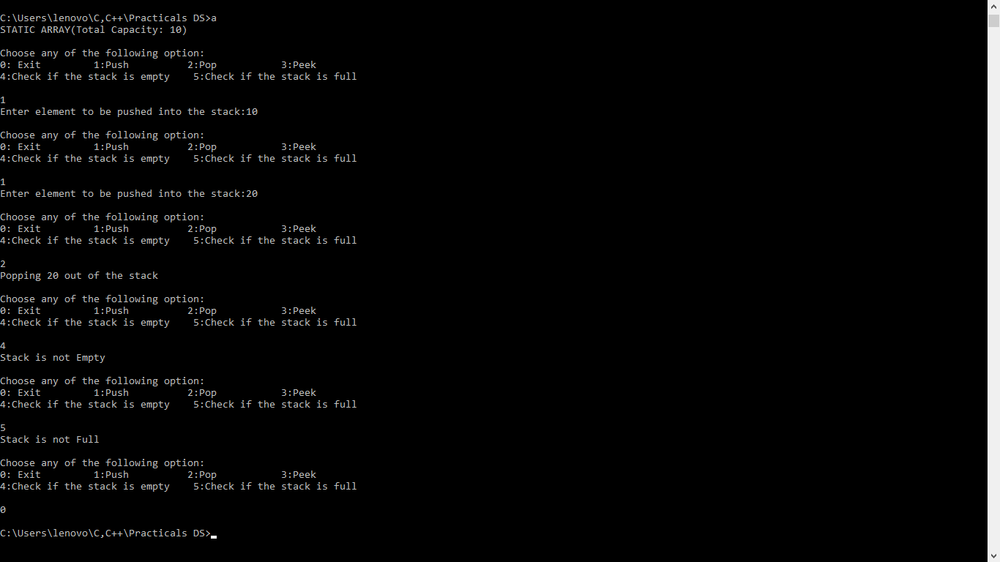 C:\Users\lenovo\C,C++\Practicals DS>a
STATIC ARRAY(Total Capacity: 10)
Choose any of the following option:
0: Exit         1:Push          2:Pop           3:Peek
4:Check if the stack is empty    5:Check if the stack is full
1
Enter element to be pushed into the stack:10
Choose any of the following option:
0: Exit         1:Push          2:Pop           3:Peek
4:Check if the stack is empty    5:Check if the stack is full
1
Enter element to be pushed into the stack:20
Choose any of the following option:
0: Exit         1:Push          2:Pop           3:Peek
4:Check if the stack is empty    5:Check if the stack is full
2
Popping 20 out of the stack
Choose any of the following option:
0: Exit         1:Push          2:Pop           3:Peek
4:Check if the stack is empty    5:Check if the stack is full
4
Stack is not Empty
Choose any of the following option:
0: Exit         1:Push          2:Pop           3:Peek
4:Check if the stack is empty    5:Check if the stack is full
5
Stack is not Full
Choose any of the following option:
0: Exit         1:Push          2:Pop           3:Peek
4:Check if the stack is empty    5:Check if the stack is full
0
C:\Users\lenovo\C,C++\Practicals DS>